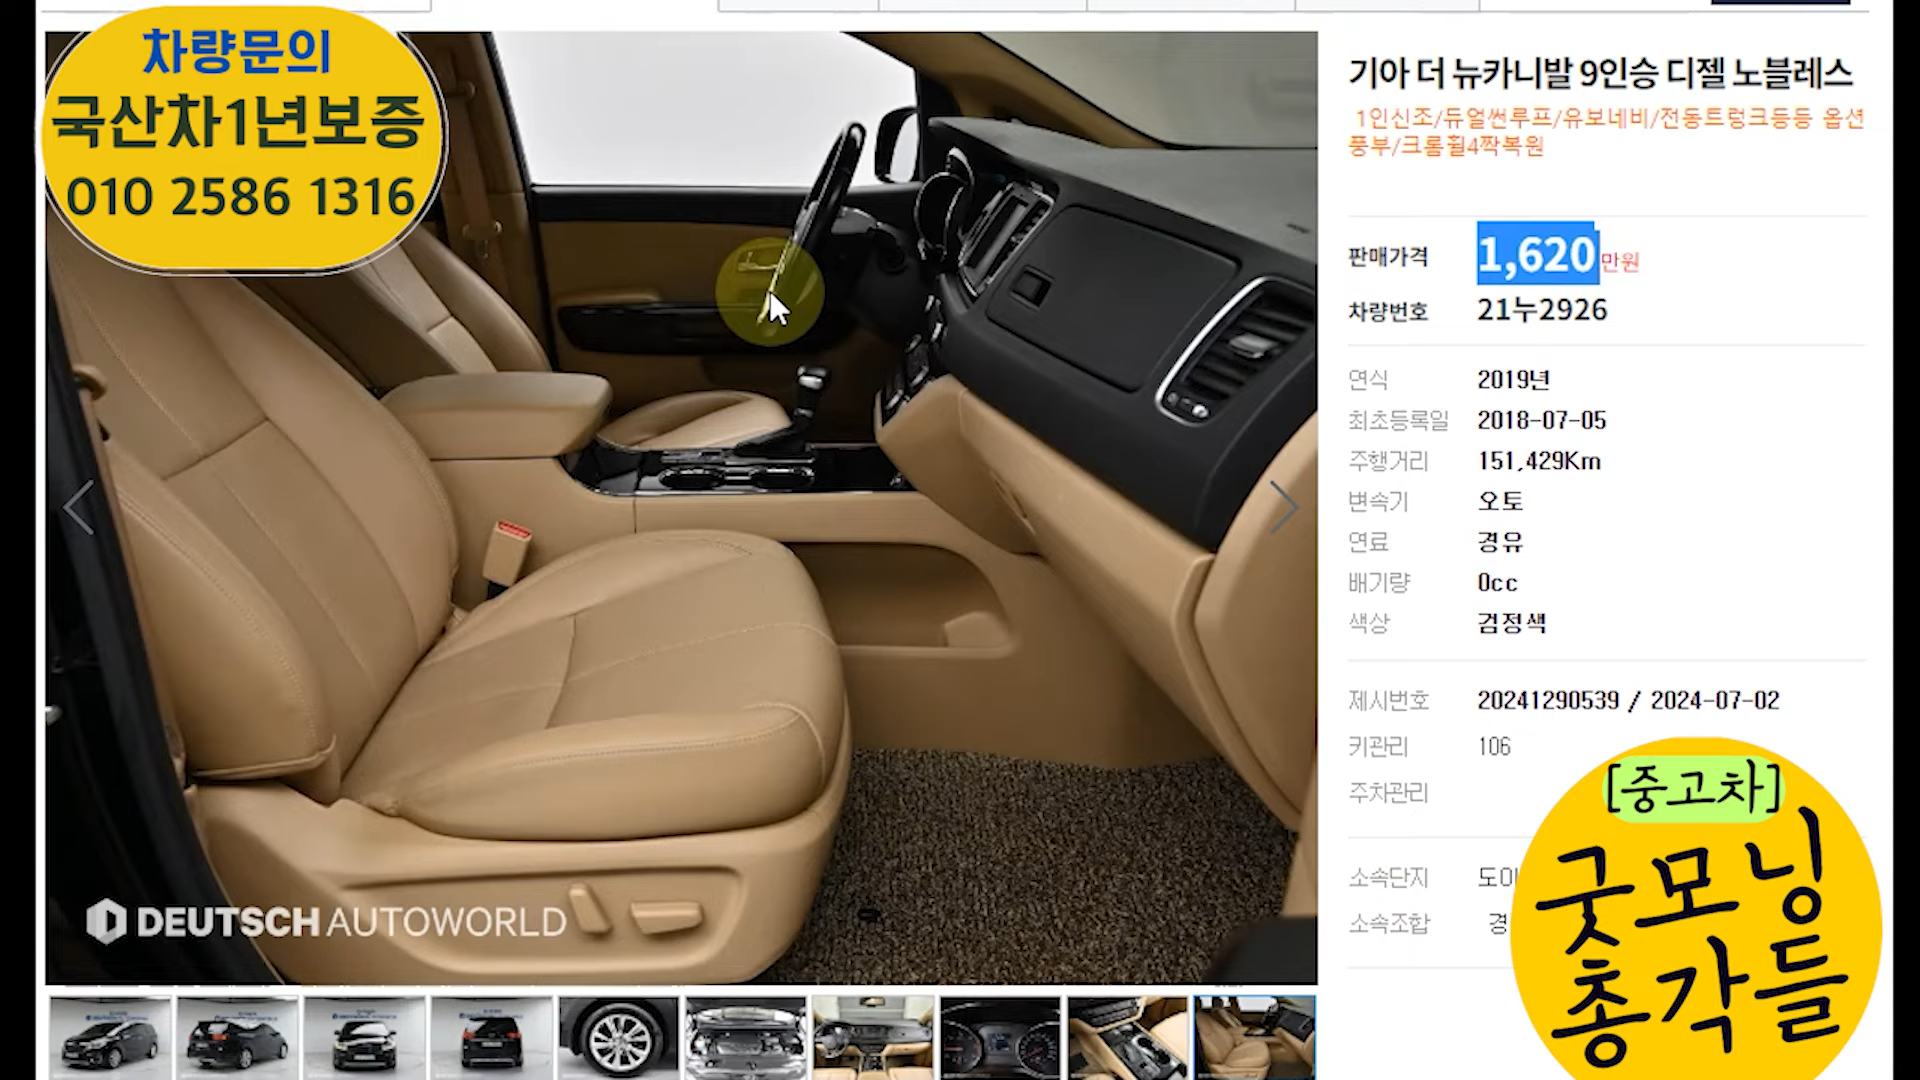 차량문의
국산차1년보증
010 2586 1316
기아 더 뉴카니발 9인승 디젤 노블레스
1인신조/듀얼썬루프/유보네비/전동트렁크등등 옵션
풍부/크롬휠4짝복원
판매가격 1,620만원
차량번호 21누2926
연식 2019년
최초등록일 2018-07-05
주행거리 151,429Km
변속기 오토
연료 경유
배기량 0cc
색상 검정색
제시번호 20241290539 / 2024-07-02
키관리 106
주차관리
소속단지 도이
소속조합 경
DEUTSCH AUTOWORLD
[중고차]
굿모닝
총각들